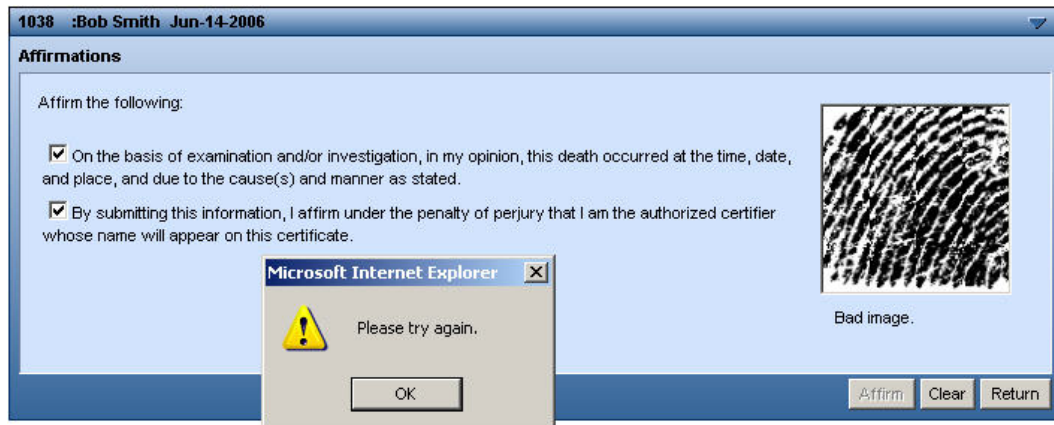 1038 :Bob Smith Jun-14-2006
Affirmations
Affirm the following:
On the basis of examination and/or investigation, in my opinion, this death occurred at the time, date,
and place, and due to the cause(s) and manner as stated.
By submitting this information, I affirm under the penalty of perjury that I am the authorized certifier
whose name will appear on this certificate.
Microsoft Internet Explorer
Please try again.
OK
Bad image.
Affirm Clear Return